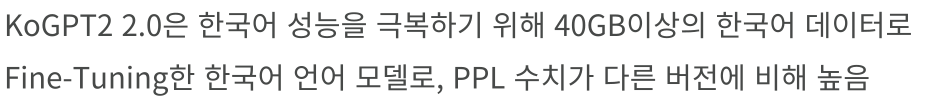 KoGPT2 2.0은 한국어 성능을 극복하기 위해 40GB이상의 한국어 데이터로
Fine-Tuning한 한국어 언어 모델로, PPL 수치가 다른 버전에 비해 높음